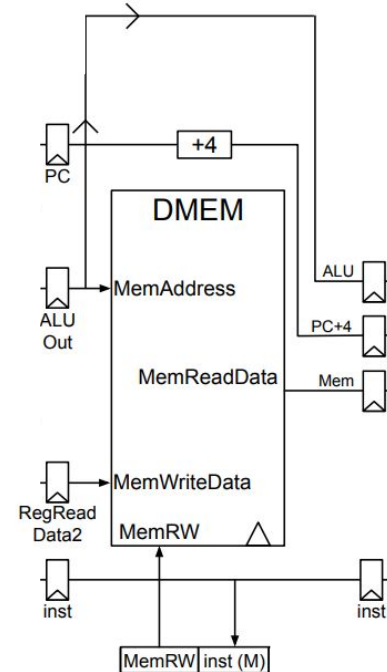 +4
PC
DMEM
ALU
MemAddress
ALU
Out
PC+4
MemReadData
Mem
MemWriteData
RegRead
Data2
MemRW
inst
inst
MemRW
inst (M)